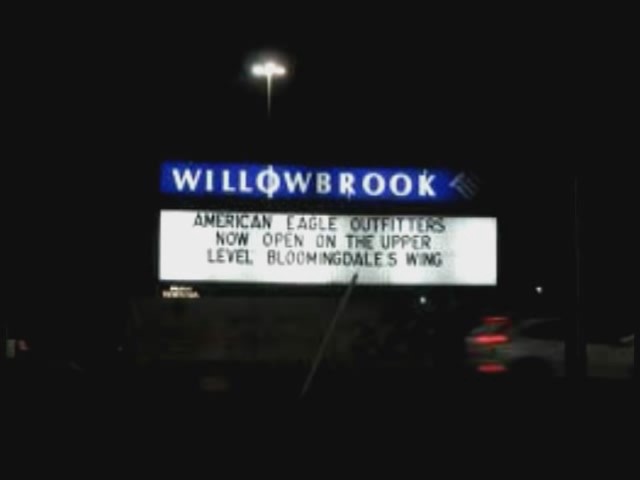 WILLOWBROOK
AMERICAN EAGLE OUTFITTERS
NOW OPEN ON THE UPPER
LEVEL BLOOMINGDALE'S WING